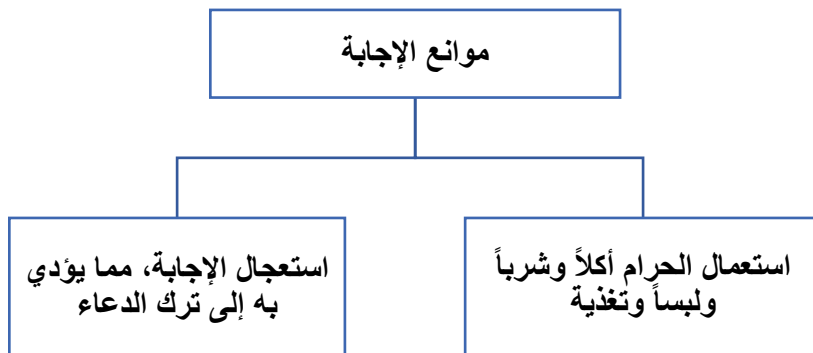 موانع الإجابة
استعمال الحرام أكلاً وشرباً
ولبساً وتغذية
استعجال الإجابة، مما يؤدي
به إلى ترك الدعاء